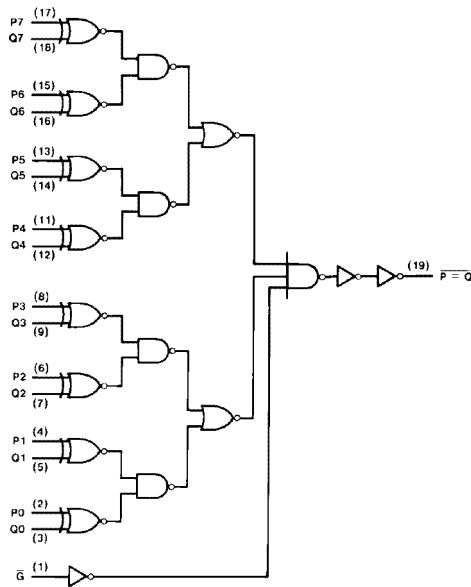 P7 (17)
Q7 (18)
P6 (15)
Q6 (16)
P5 (13)
Q5 (14)
P4 (11)
Q4 (12)
(19) P = Q
P3 (8)
Q3 (9)
P2 (6)
Q2 (7)
P1 (4)
Q1 (5)
P0 (2)
Q0 (3)
G (1)